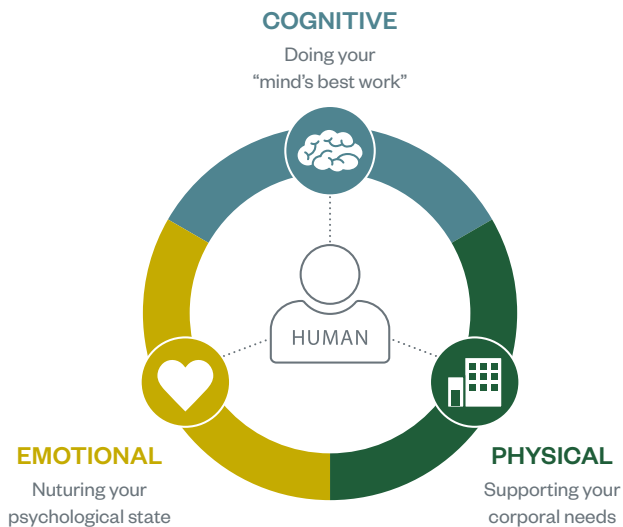 COGNITIVE
Doing your
“mind’s best work”
HUMAN
EMOTIONAL
Nuturing your
psychological state
PHYSICAL
Supporting your
corporal needs